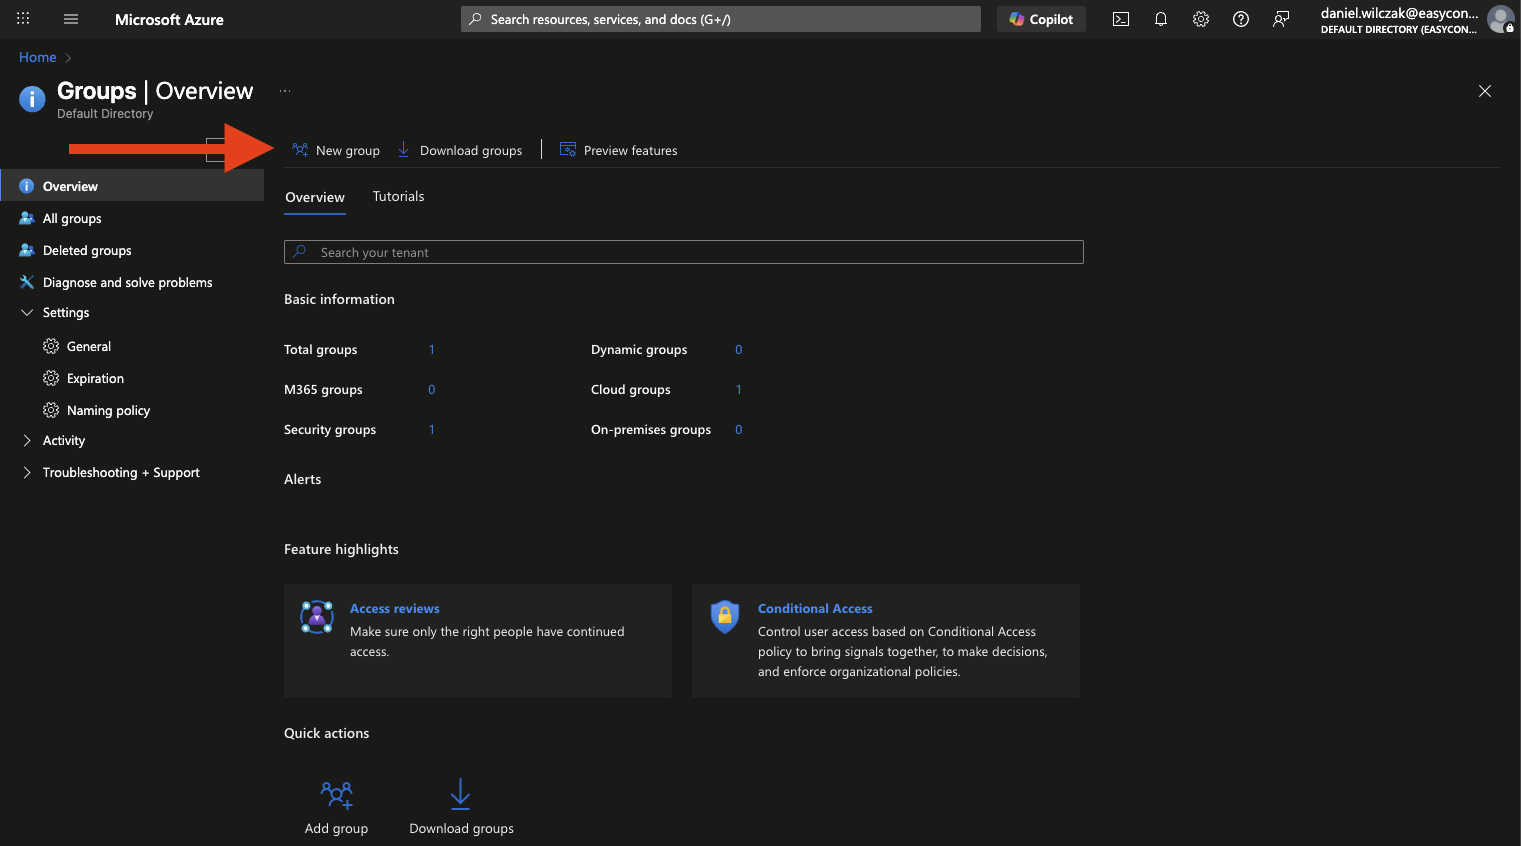 Microsoft Azure
Search resources, services, and docs (G+/)
Copilot
daniel.wilczak@easycon...
DEFAULT DIRECTORY (EASYCON...
Home
Groups | Overview
...
Default Directory
New group
Download groups
Preview features
Overview
All groups
Deleted groups
Diagnose and solve problems
Settings
General
Expiration
Naming policy
Activity
Troubleshooting + Support
Overview
Tutorials
Search your tenant
Basic information
Total groups 1
Dynamic groups 0
M365 groups 0
Cloud groups 1
Security groups 1
On-premises groups 0
Alerts
Feature highlights
Access reviews
Make sure only the right people have continued
access.
Conditional Access
Control user access based on Conditional Access
policy to bring signals together, to make decisions,
and enforce organizational policies.
Quick actions
Add group
Download groups